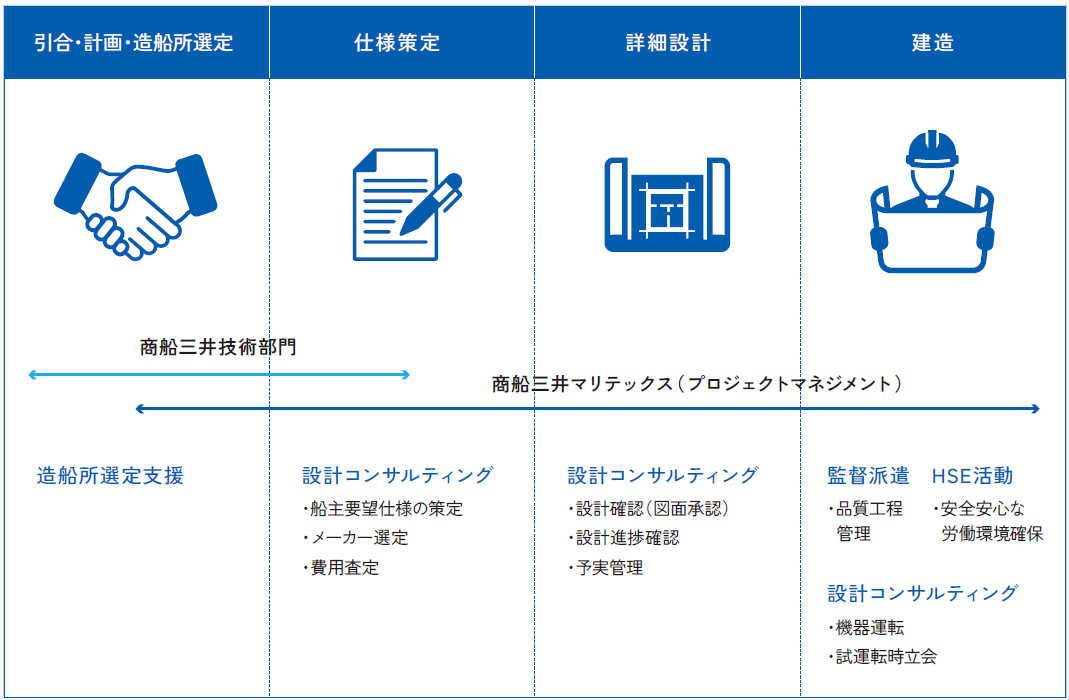 引合・計画・造船所選定
仕様策定
詳細設計
建造
商船三井技術部門
商船三井マリテックス（プロジェクトマネジメント）
造船所選定支援
設計コンサルティング
・船主要望仕様の策定
・メーカー選定
・費用査定
設計コンサルティング
・設計確認（図面承認）
・設計進捗確認
・予実管理
監督派遣
・品質工程
管理
HSE活動
・安全安心な
労働環境確保
設計コンサルティング
・機器運転
・試運転時立会